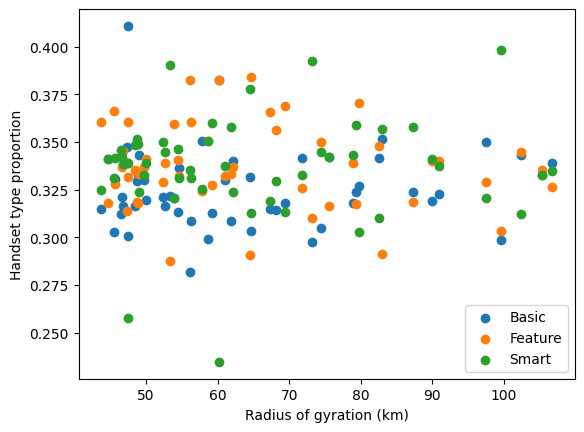 0.400
0.375
0.350
0.325
0.300
0.275
0.250
Handset type proportion
50
60
70
80
90
100
Radius of gyration (km)
Basic
Feature
Smart